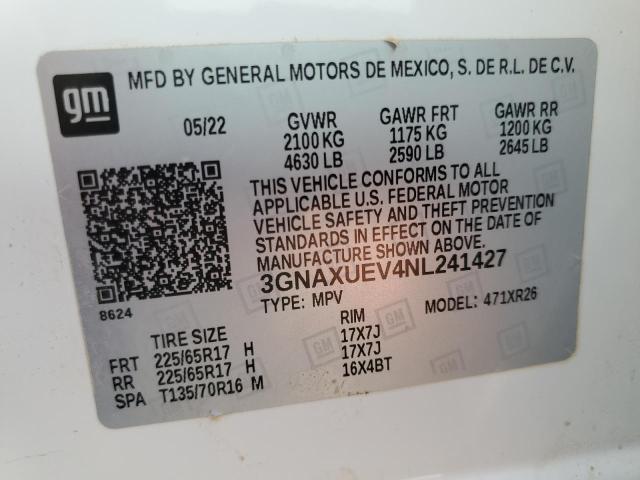 gm
MFD BY GENERAL MOTORS DE MEXICO, S. DE R.L. DE C.V.
05/22 GVWR GAWR FRT GAWR RR
2100 KG 1175 KG 1200 KG
4630 LB 2590 LB 2645 LB
THIS VEHICLE CONFORMS TO ALL
APPLICABLE U.S. FEDERAL MOTOR
VEHICLE SAFETY AND THEFT PREVENTION
STANDARDS IN EFFECT ON THE DATE OF
MANUFACTURE SHOWN ABOVE.
3GNAXUEV4NL241427
TYPE: MPV MODEL: 471XR26
8624
TIRE SIZE RIM
FRT 225/65R17 H 17X7J
RR 225/65R17 H 17X7J
SPA T135/70R16 M 16X4BT